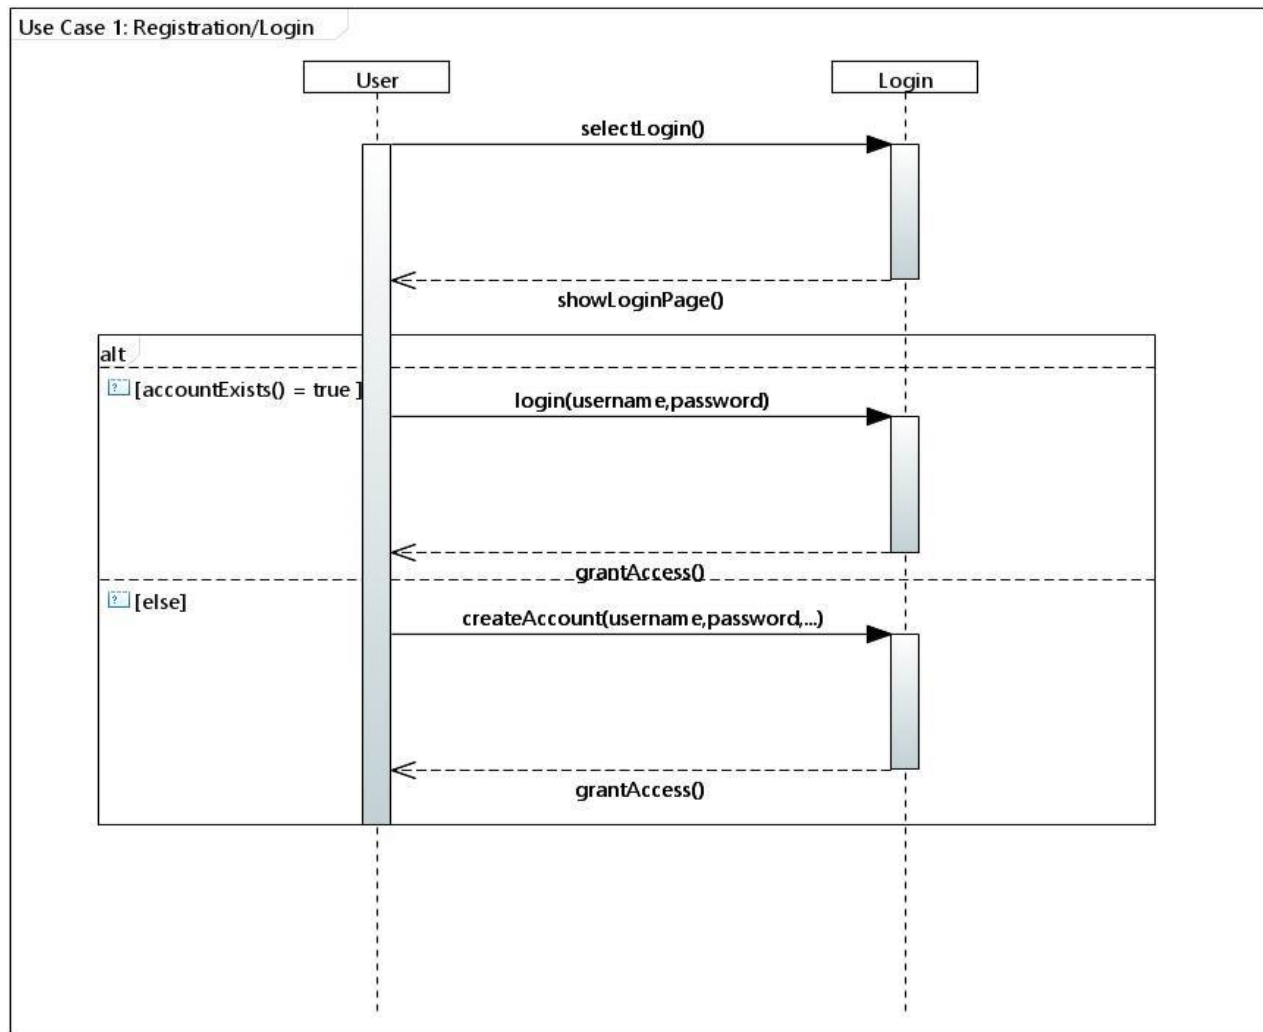 Use Case 1: Registration/Login
User
Login
selectLogin()
showLoginPage()
alt
[accountExists() = true ]
login(username,password)
grantAccess()
[else]
createAccount(username,password,...)
grantAccess()